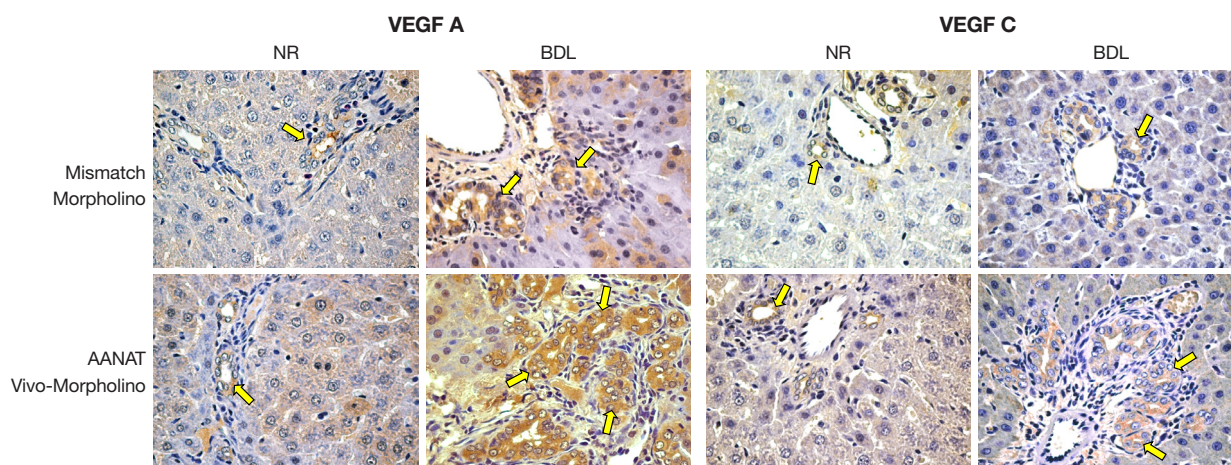 VEGF A
VEGF C
NR
BDL
NR
BDL
Mismatch
Morpholino
AANAT
Vivo-Morpholino